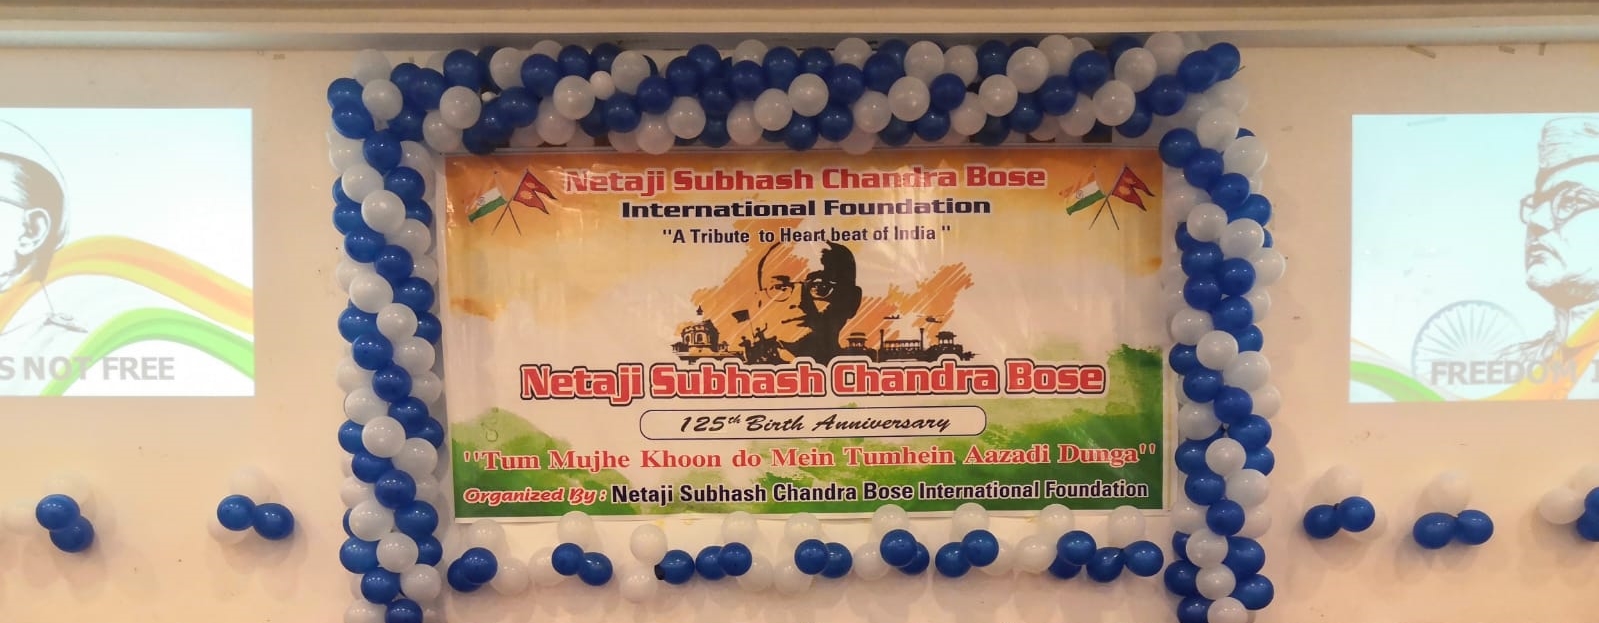 Netaji Subhash Chandra Bose
International Foundation
"A Tribute to Heart beat of India "
Netaji Subhash Chandra Bose
125th Birth Anniversary
"Tum Mujhe Khoon do Mein Tumhein Aazadi Dunga"
Organized By : Netaji Subhash Chandra Bose International Foundation
S NOT FREE
FREEDOM I